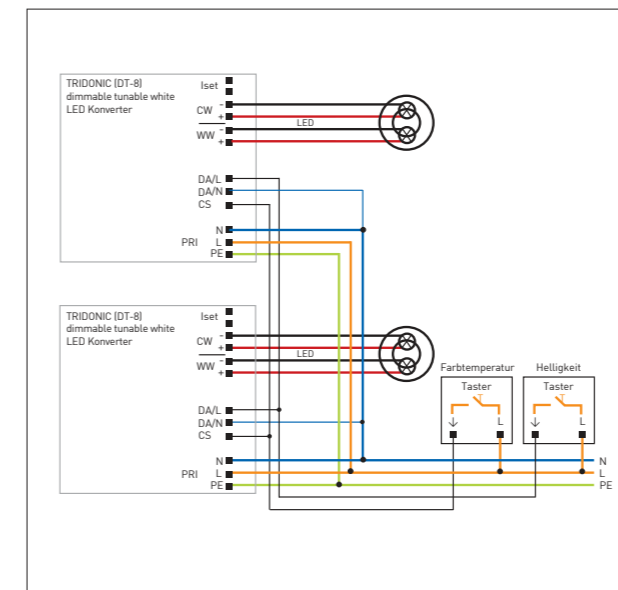 TRIDONIC (DT-8)
dimmable tunable white
LED Konverter
Iset
CW
-
+
LED
WW
-
+
DA/L
DA/N
CS
PRI
N
L
PE
TRIDONIC (DT-8)
dimmable tunable white
LED Konverter
Iset
CW
-
+
LED
WW
-
+
DA/L
DA/N
CS
PRI
N
L
PE
Farbtemperatur
Taster
L
Helligkeit
Taster
L
N
L
PE